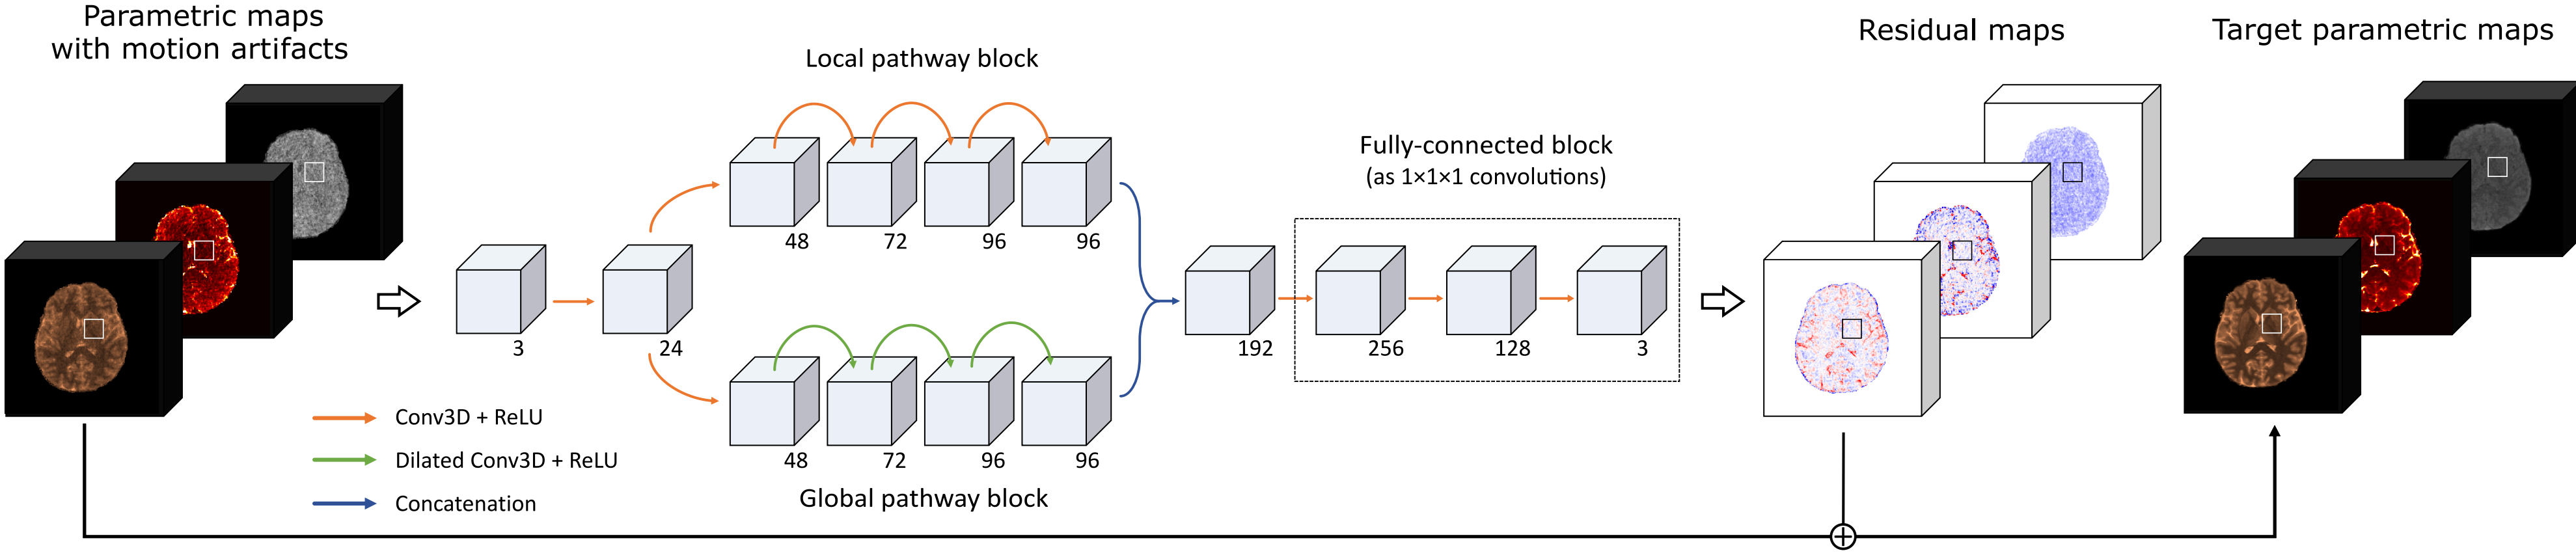 Parametric maps
with motion artifacts
Local pathway block
48 72 96 96
3
24
48 72 96 96
Global pathway block
Conv3D + ReLU
Dilated Conv3D + ReLU
Concatenation
Fully-connected block
(as 1×1×1 convolutions)
192 256 128 3
Residual maps
Target parametric maps